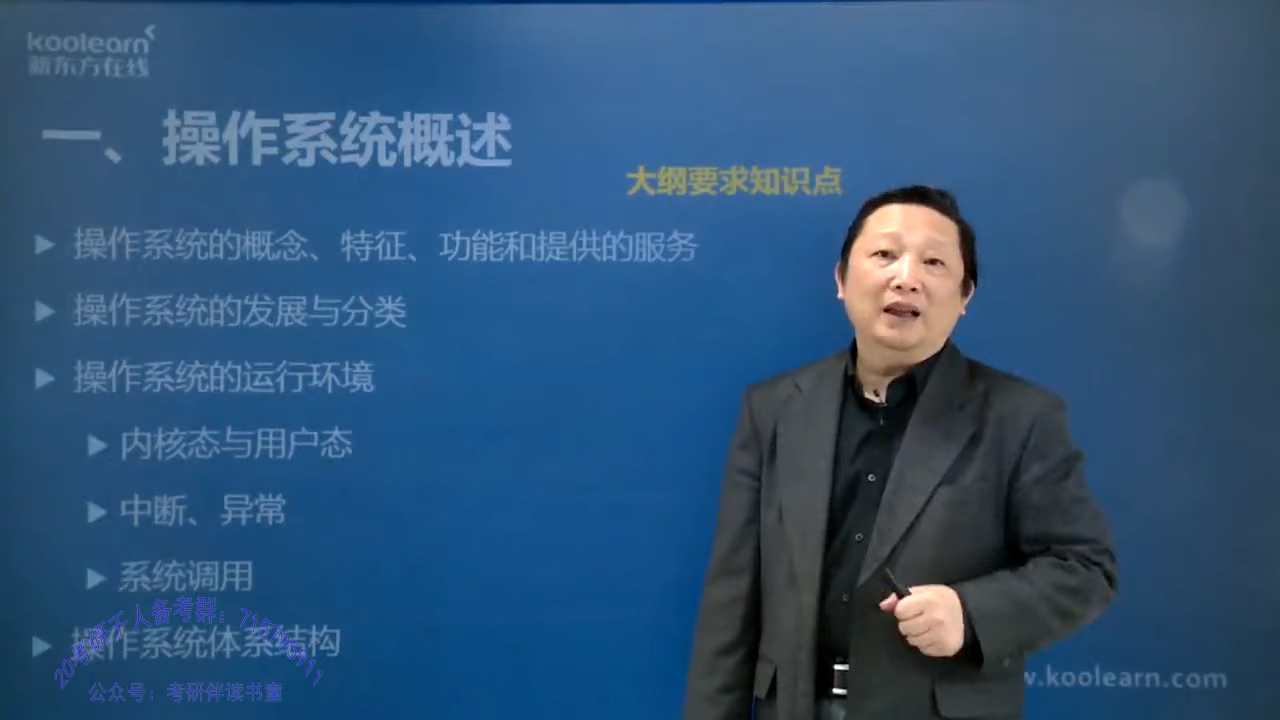 koolearn
新东方在线
一、操作系统概述
大纲要求知识点
▶ 操作系统的概念、特征、功能和提供的服务
▶ 操作系统的发展与分类
▶ 操作系统的运行环境
▶ 内核态与用户态
▶ 中断、异常
▶ 系统调用
▶ 操作系统体系结构
公众号：考研伴读书童
.koolearn.com